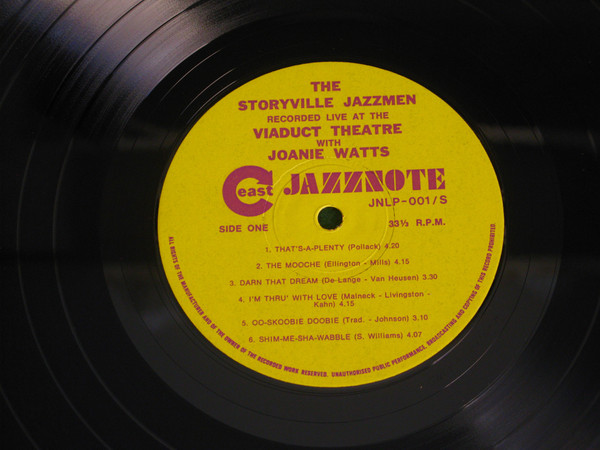 THE
STORYVILLE JAZZMEN
RECORDED LIVE AT THE
VIADUCT THEATRE
WITH
JOANIE WATTS
C east JAZZNOTE
JNLP-001/S
SIDE ONE 33⅓ R.P.M.
1. THAT'S-A-PLENTY (Pollack) 4.20
2. THE MOOCHE (Ellington - Mills) 4.15
3. DARN THAT DREAM (De-Lange - Van Heusen) 3.30
4. I'M THRU' WITH LOVE (Malneck - Livingston -
Kahn) 4.15
5. OO-SKOOBIE DOOBIE (Trad. - Johnson) 3.10
6. SHIM-ME-SHA-WABBLE (S. Williams) 4.07
ALL RIGHTS OF THE MANUFACTURER AND OF THE OWNER OF THE RECORDED WORK RESERVED. UNAUTHORISED PUBLIC PERFORMANCE, BROADCASTING AND COPYING OF THIS RECORD PROHIBITED